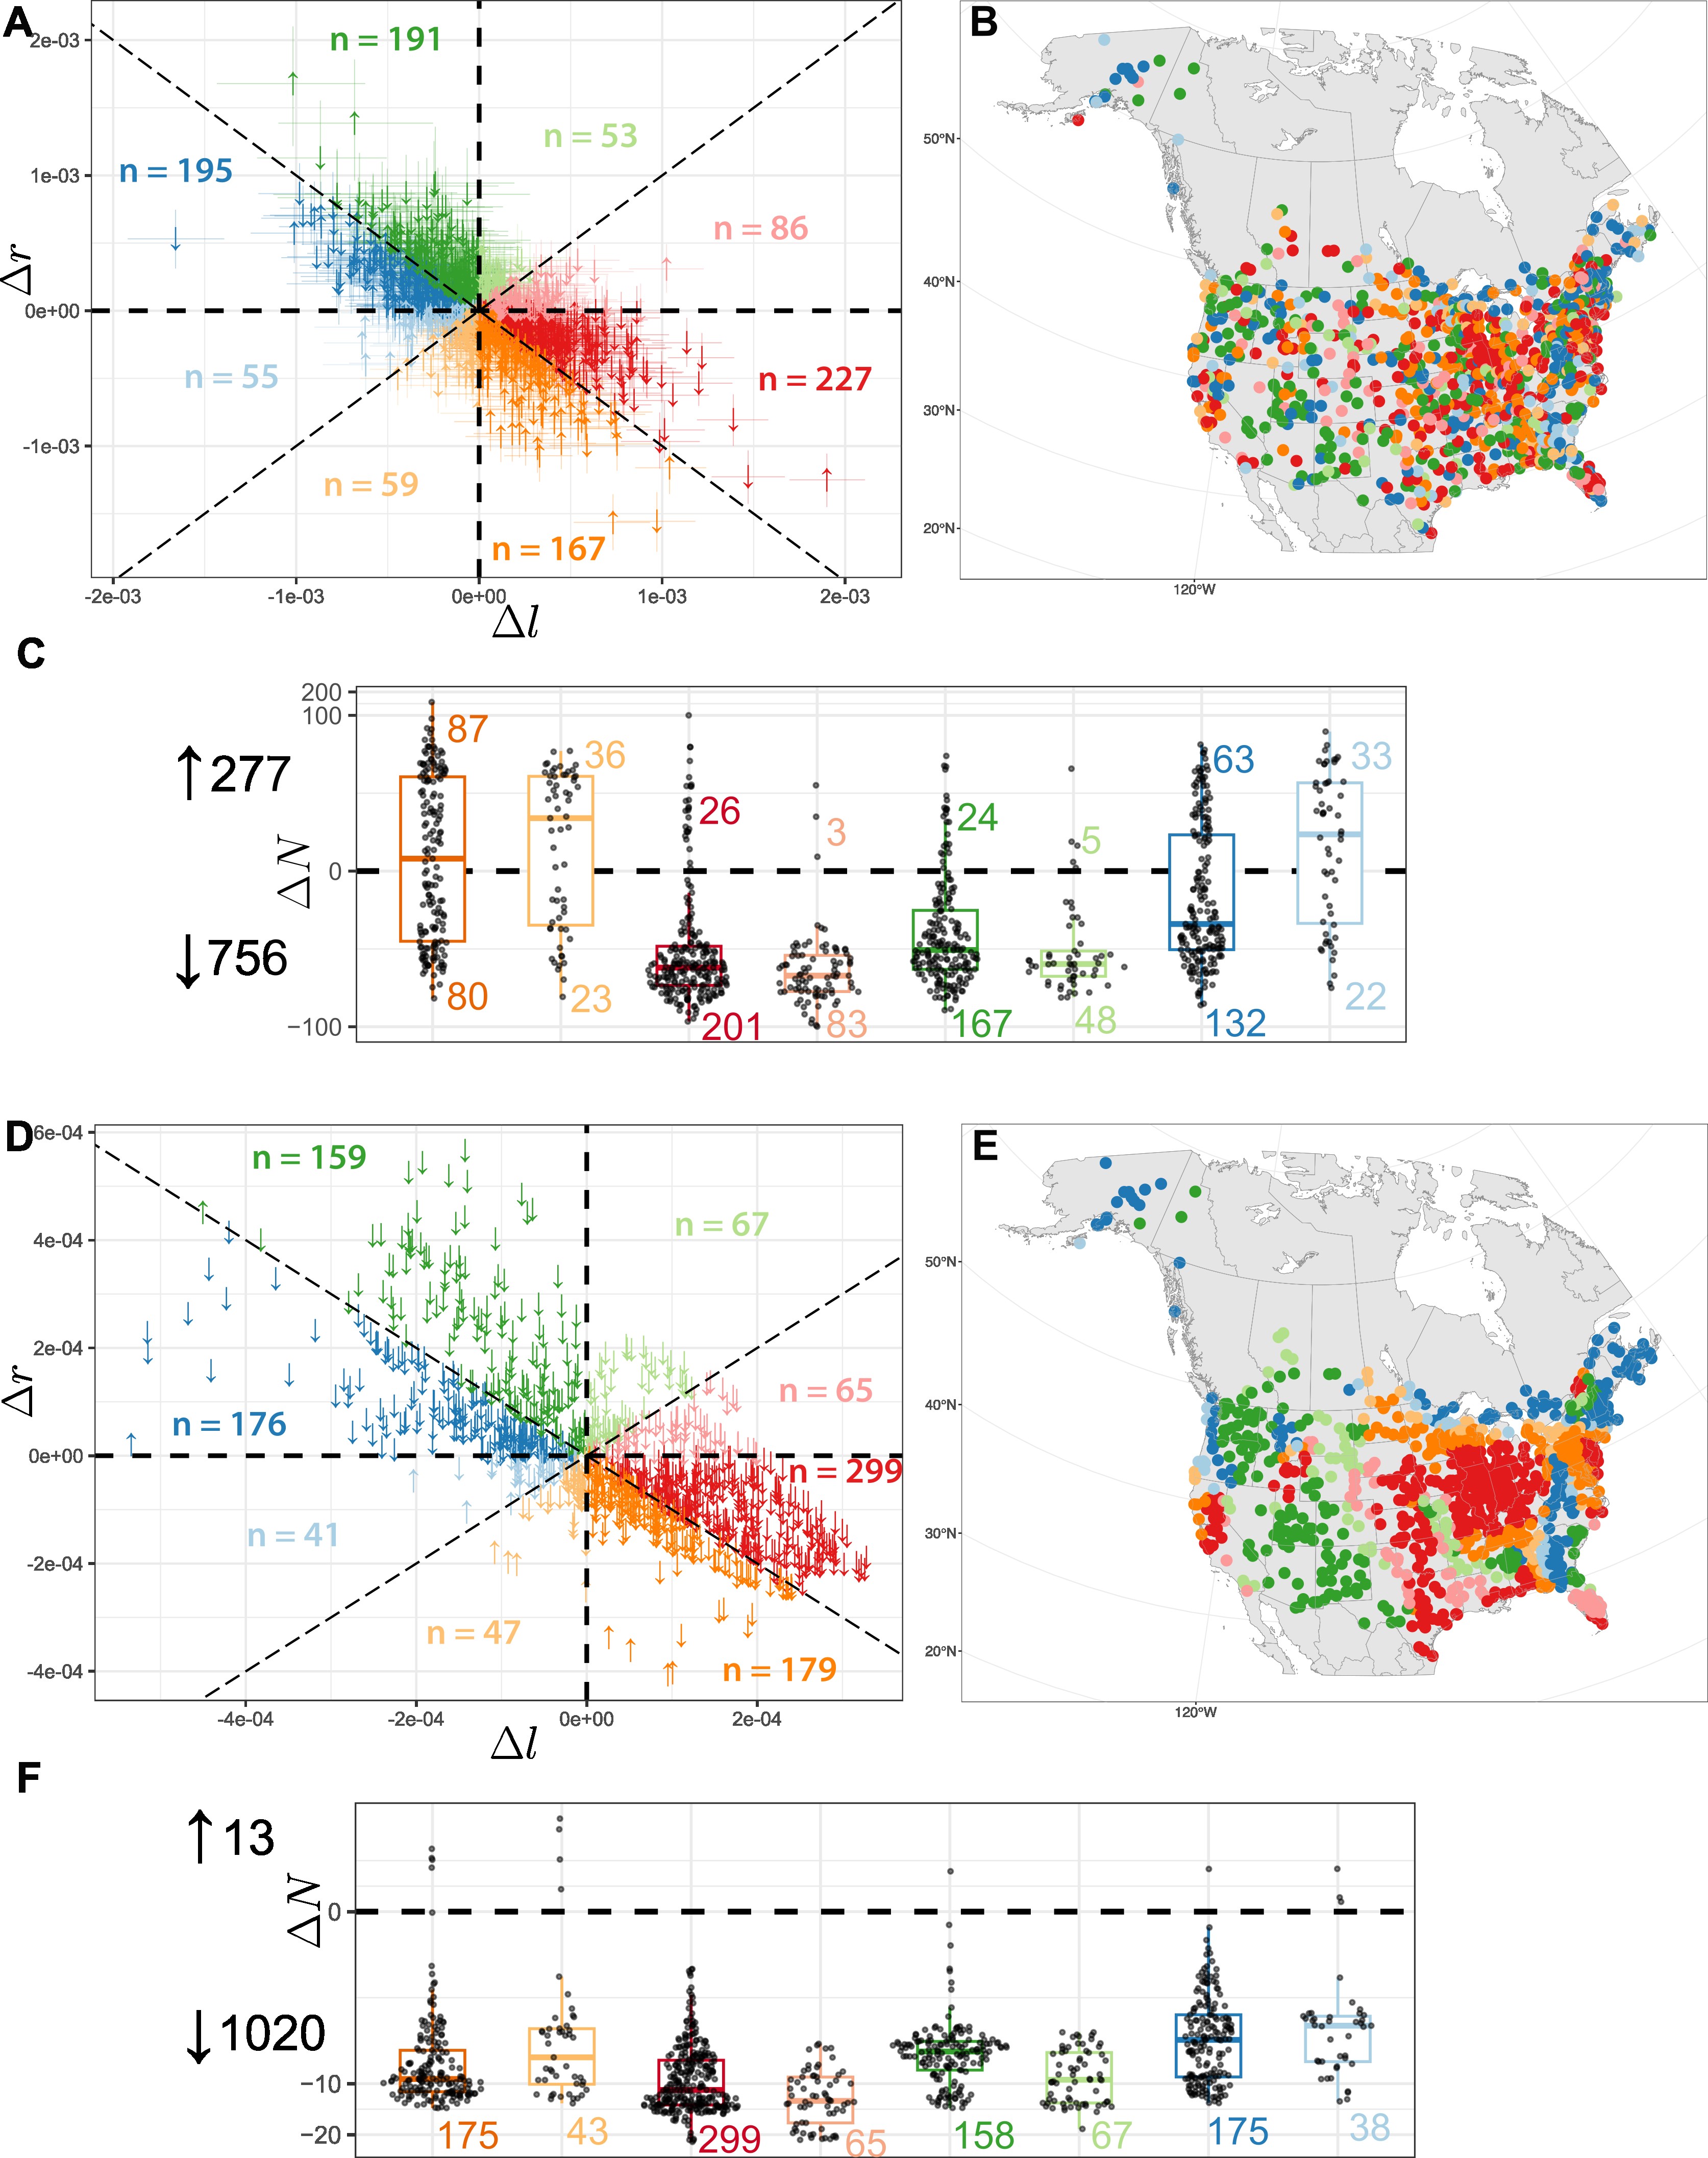 A
2e-03
1e-03
0e+00
-1e-03
Δr
n = 191
n = 53
n = 195
n = 86
n = 55
n = 227
n = 59
n = 167
-2e-03 -1e-03 0e+00 1e-03 2e-03
Δl
B
50°N
40°N
30°N
20°N
120°W
C
200
100
0
−100
ΔN
↑277
↓756
87 36 26 3 24 5 63 33
80 23 201 83 167 48 132 22
D
6e-04
4e-04
2e-04
0e+00
-2e-04
-4e-04
Δr
n = 159
n = 67
n = 65
n = 176
n = 299
n = 41
n = 47
n = 179
-4e-04 -2e-04 0e+00 2e-04
Δl
E
50°N
40°N
30°N
20°N
120°W
F
↑13
ΔN
0
↓1020
−10
−20
175 43 299 65 158 67 175 38